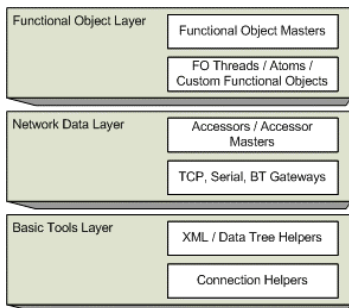 Functional Object Layer
Functional Object Masters
FO Threads / Atoms /
Custom Functional Objects
Network Data Layer
Accessors / Accessor
Masters
TCP, Serial, BT Gateways
Basic Tools Layer
XML / Data Tree Helpers
Connection Helpers